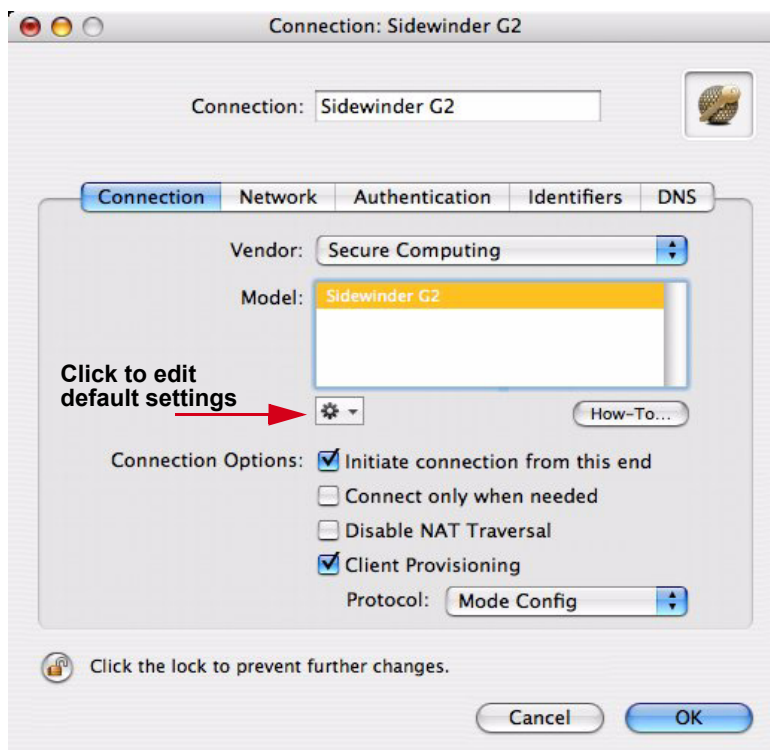 Connection: Sidewinder G2
Connection: Sidewinder G2
Connection Network Authentication Identifiers DNS
Vendor: Secure Computing
Model: Sidewinder G2
Click to edit
default settings
How-To...
Connection Options: Initiate connection from this end
Connect only when needed
Disable NAT Traversal
Client Provisioning
Protocol: Mode Config
Click the lock to prevent further changes.
Cancel OK